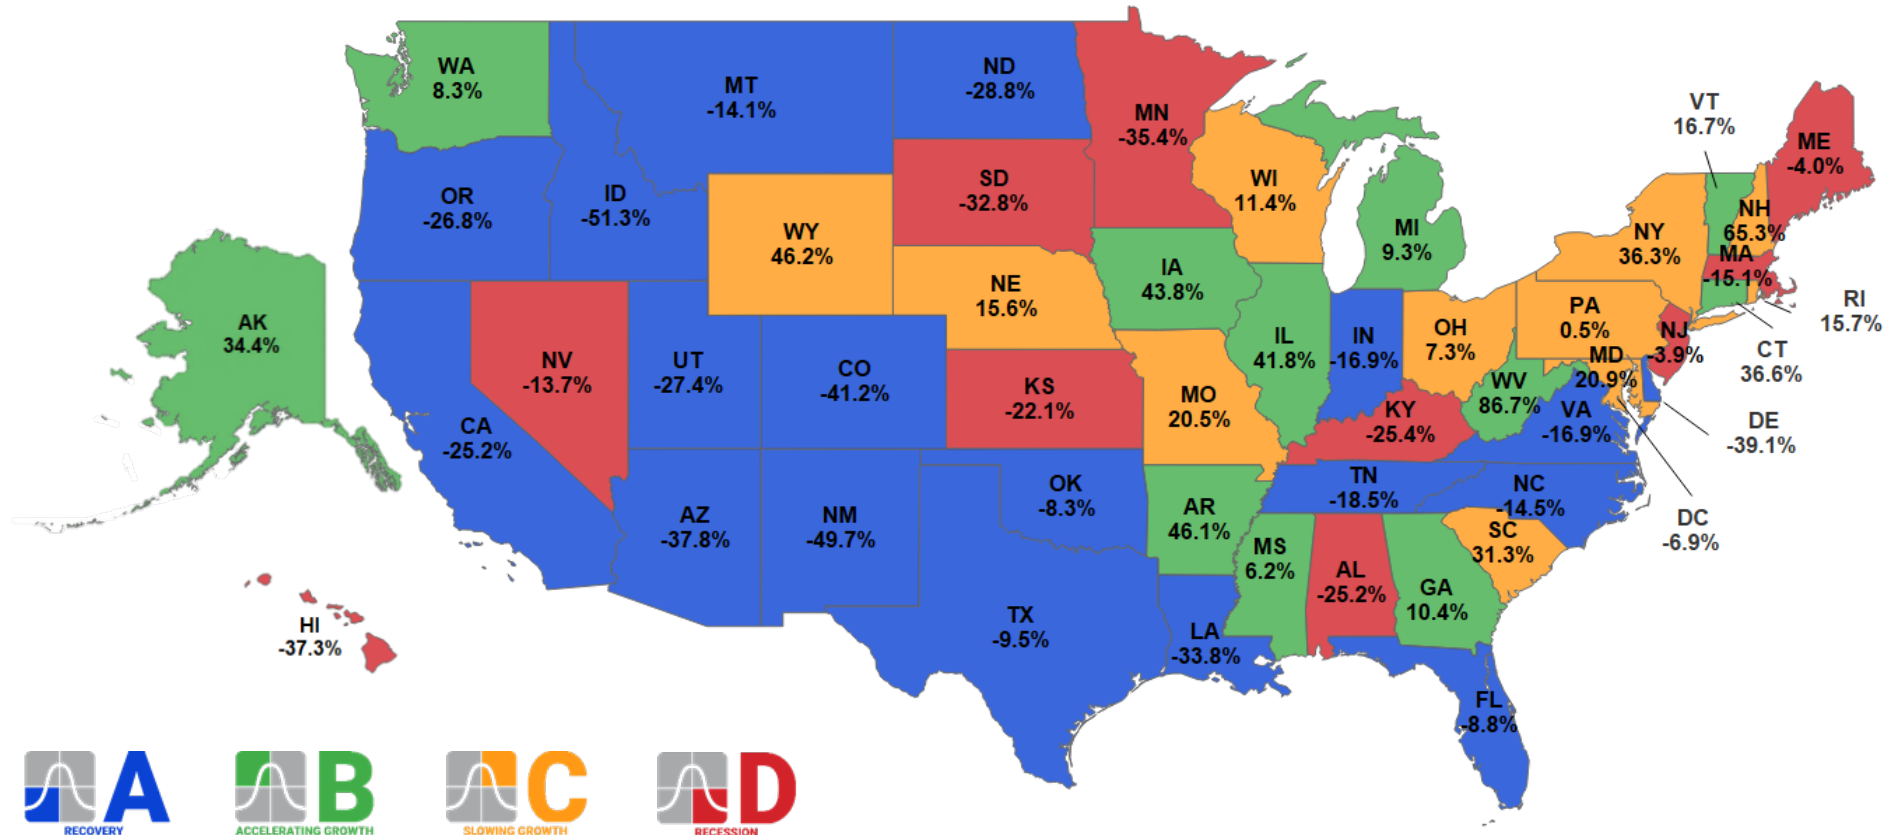 WA
8.3%
MT
-14.1%
ND
-28.8%
MN
-35.4%
VT
16.7%
ME
-4.0%
OR
-26.8%
ID
-51.3%
SD
-32.8%
WI
11.4%
WY
46.2%
MI
9.3%
NY
36.3%
NH
65.3%
MA
-15.1%
AK
34.4%
NE
15.6%
IA
43.8%
RI
15.7%
NV
-13.7%
UT
-27.4%
CO
-41.2%
KS
-22.1%
MO
20.5%
IL
41.8%
IN
-16.9%
OH
7.3%
PA
0.5%
NJ
-3.9%
CT
36.6%
MD
20.9%
WV
86.7%
VA
-16.9%
DE
-39.1%
CA
-25.2%
KY
-25.4%
AZ
-37.8%
NM
-49.7%
OK
-8.3%
AR
46.1%
TN
-18.5%
NC
-14.5%
DC
-6.9%
SC
31.3%
MS
6.2%
AL
-25.2%
GA
10.4%
HI
-37.3%
TX
-9.5%
LA
-33.8%
FL
-8.8%
A
RECOVERY
B
ACCELERATING GROWTH
C
SLOWING GROWTH
D
RECESSION